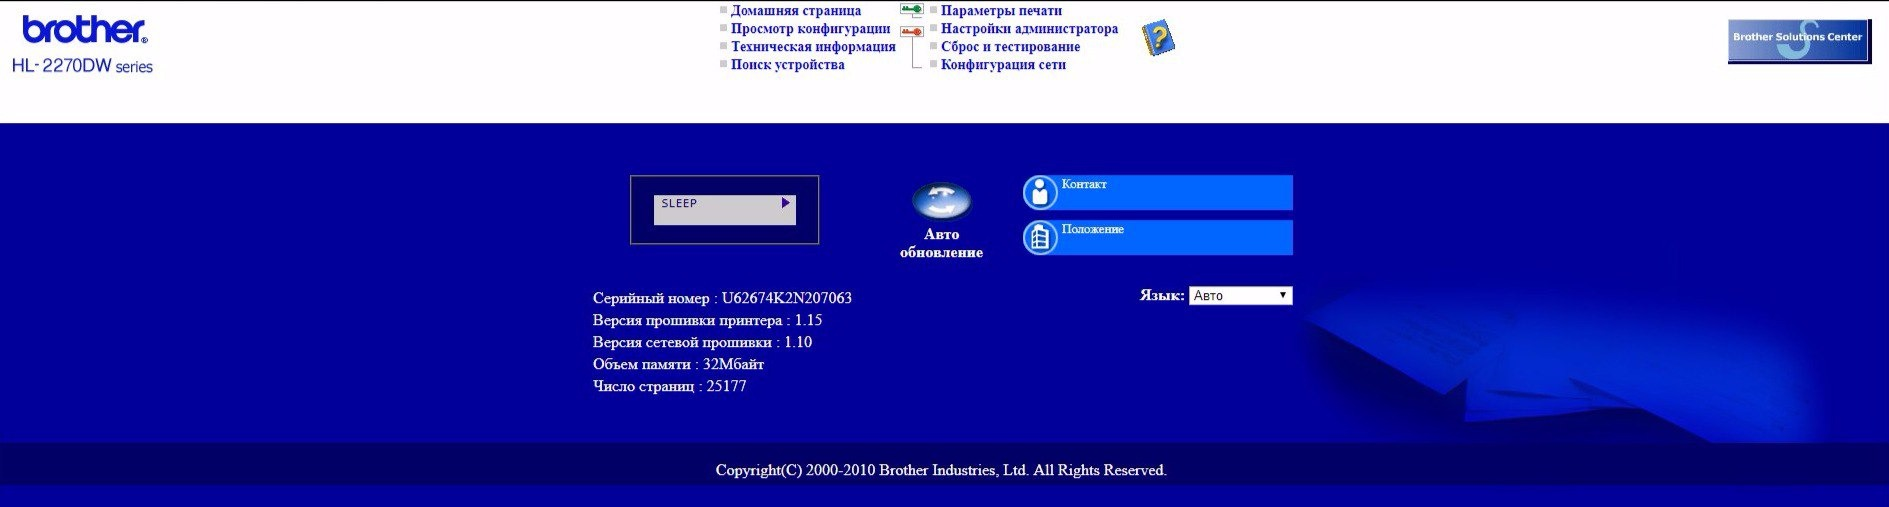 brother
HL-2270DW series
Домашняя страница
Просмотр конфигурации
Техническая информация
Поиск устройства
Параметры печати
Настройки администратора
Сброс и тестирование
Конфигурация сети
?
Brother Solutions Center
SLEEP
Авто
обновление
Контакт
Положение
Язык: Авто
Серийный номер : U62674K2N207063
Версия прошивки принтера : 1.15
Версия сетевой прошивки : 1.10
Объем памяти : 32Мбайт
Число страниц : 25177
Copyright(C) 2000-2010 Brother Industries, Ltd. All Rights Reserved.